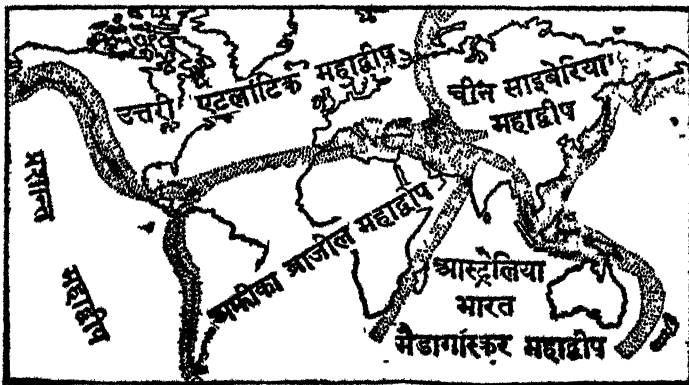 उत्तरी एटलांटिक महाद्वीप
चीन साइबेरिया
महाद्वीप
प्रशान्त
महाद्वीप
अफ्रीका ब्राजील महाद्वीप
आस्ट्रेलिया
भारत
मैडागास्कर महाद्वीप